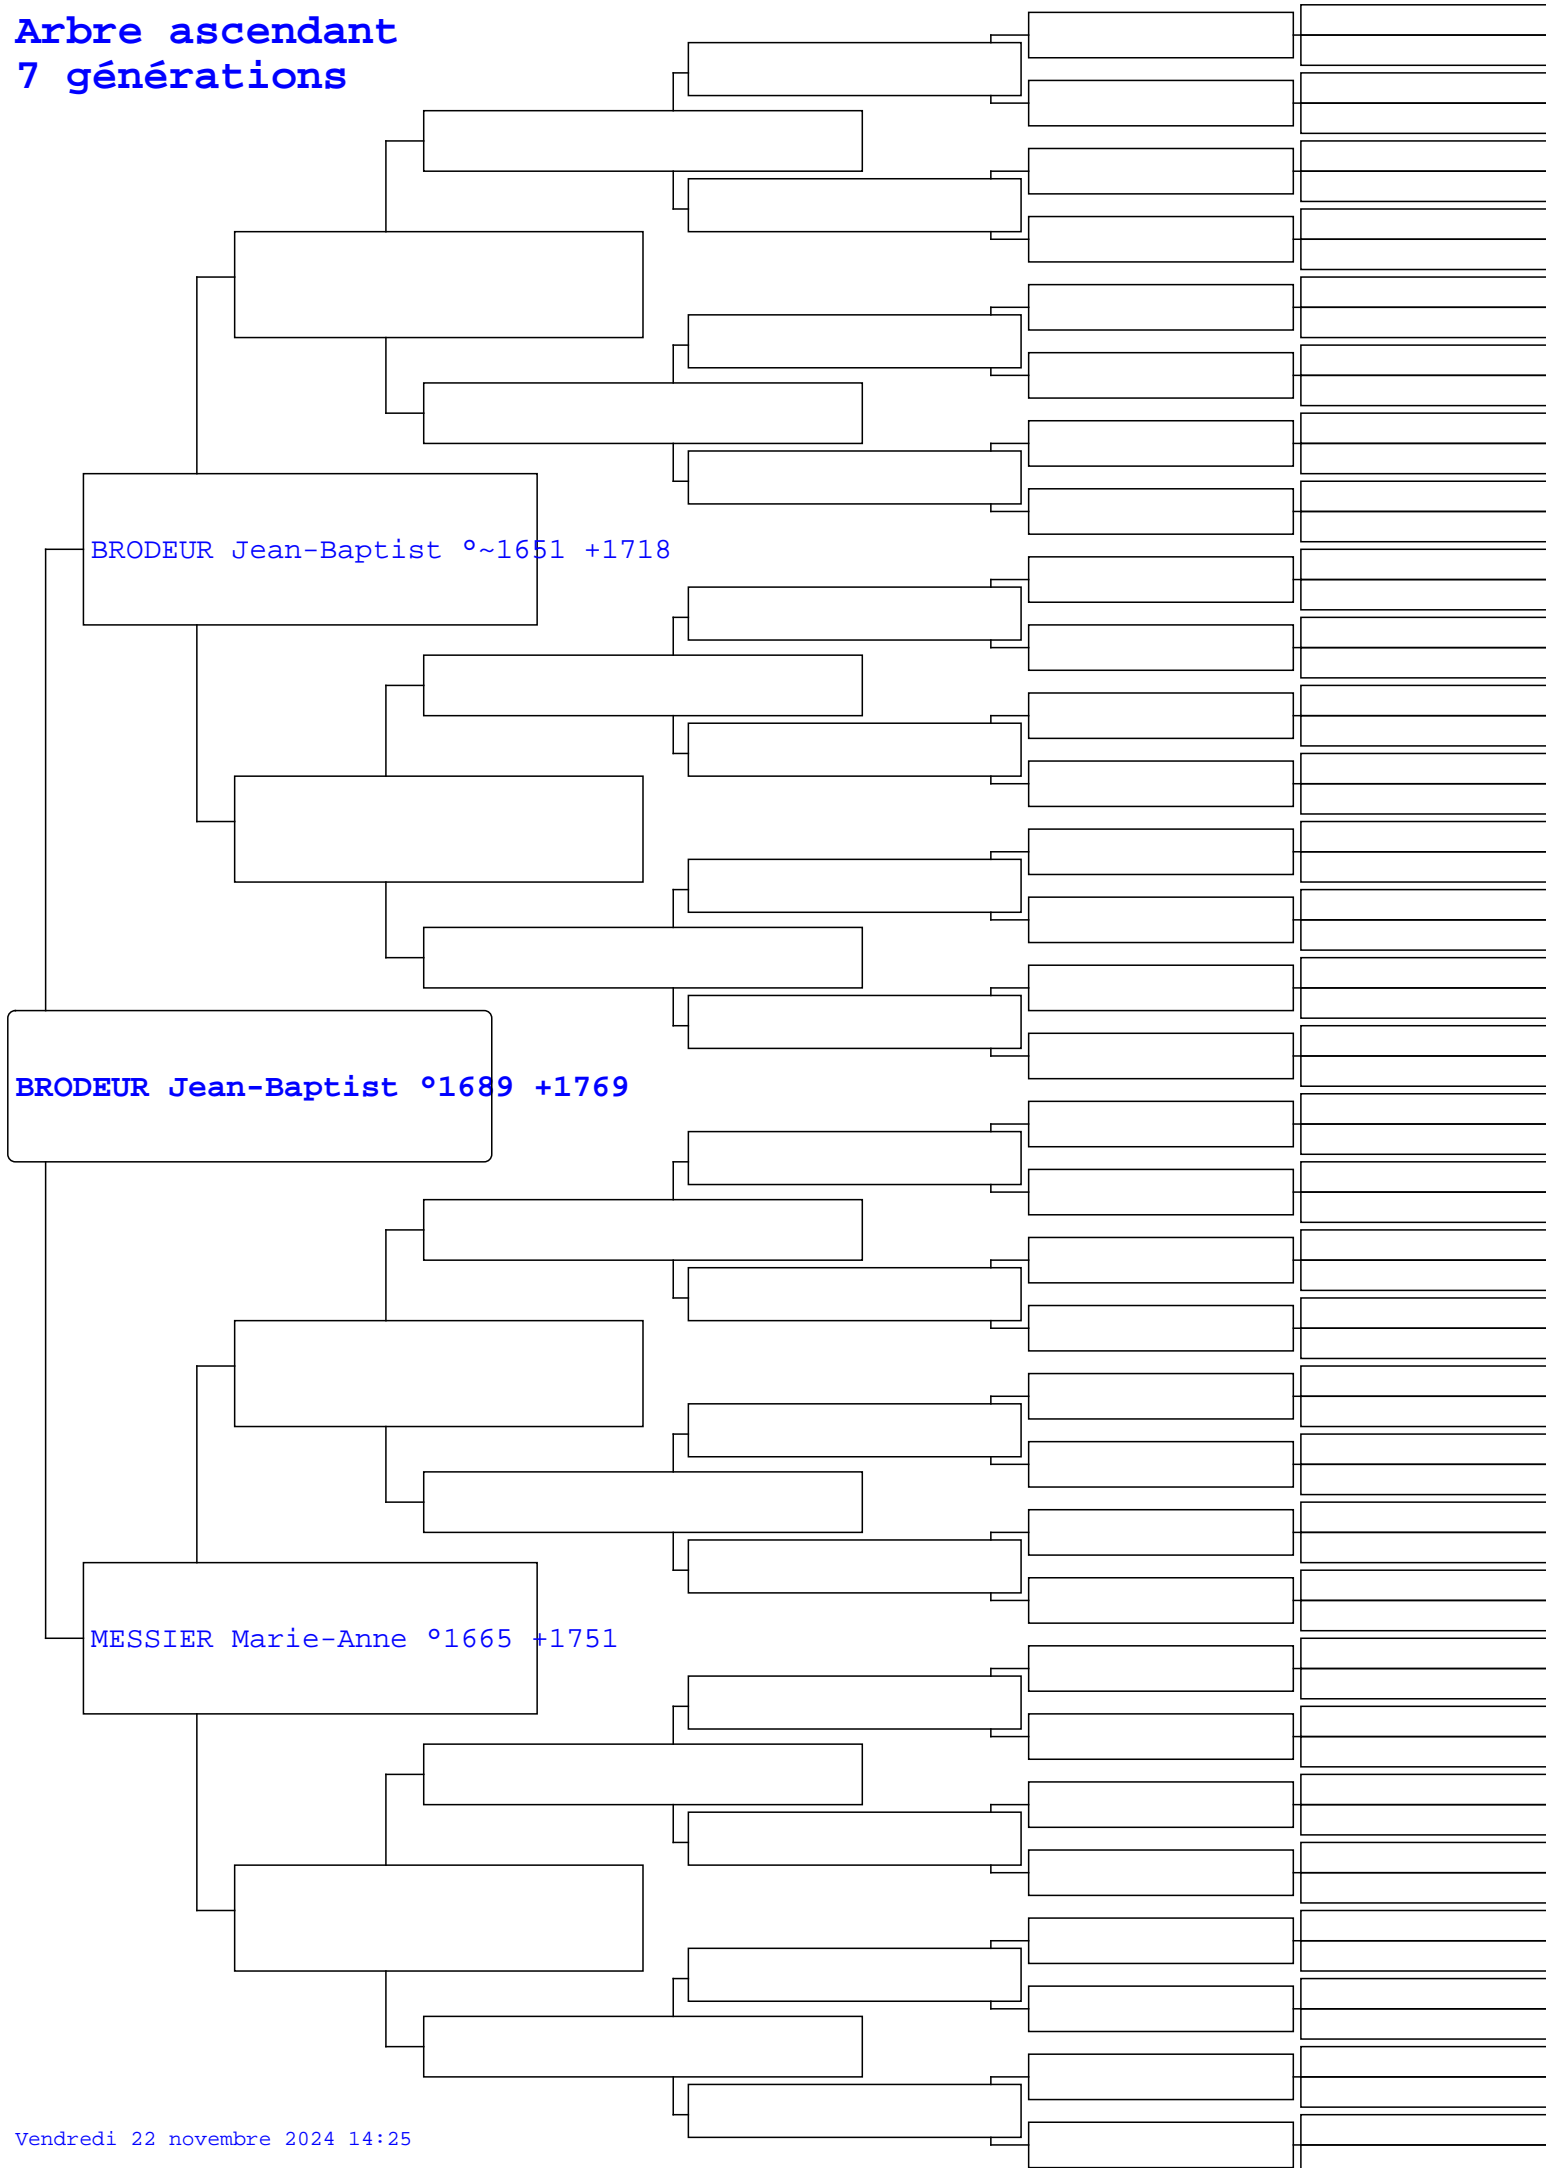 Arbre ascendant
7 générations
BRODEUR Jean-Baptist °~1651 +1718
BRODEUR Jean-Baptist °1689 +1769
MESSIER Marie-Anne °1665 +1751
Vendredi 22 novembre 2024 14:25